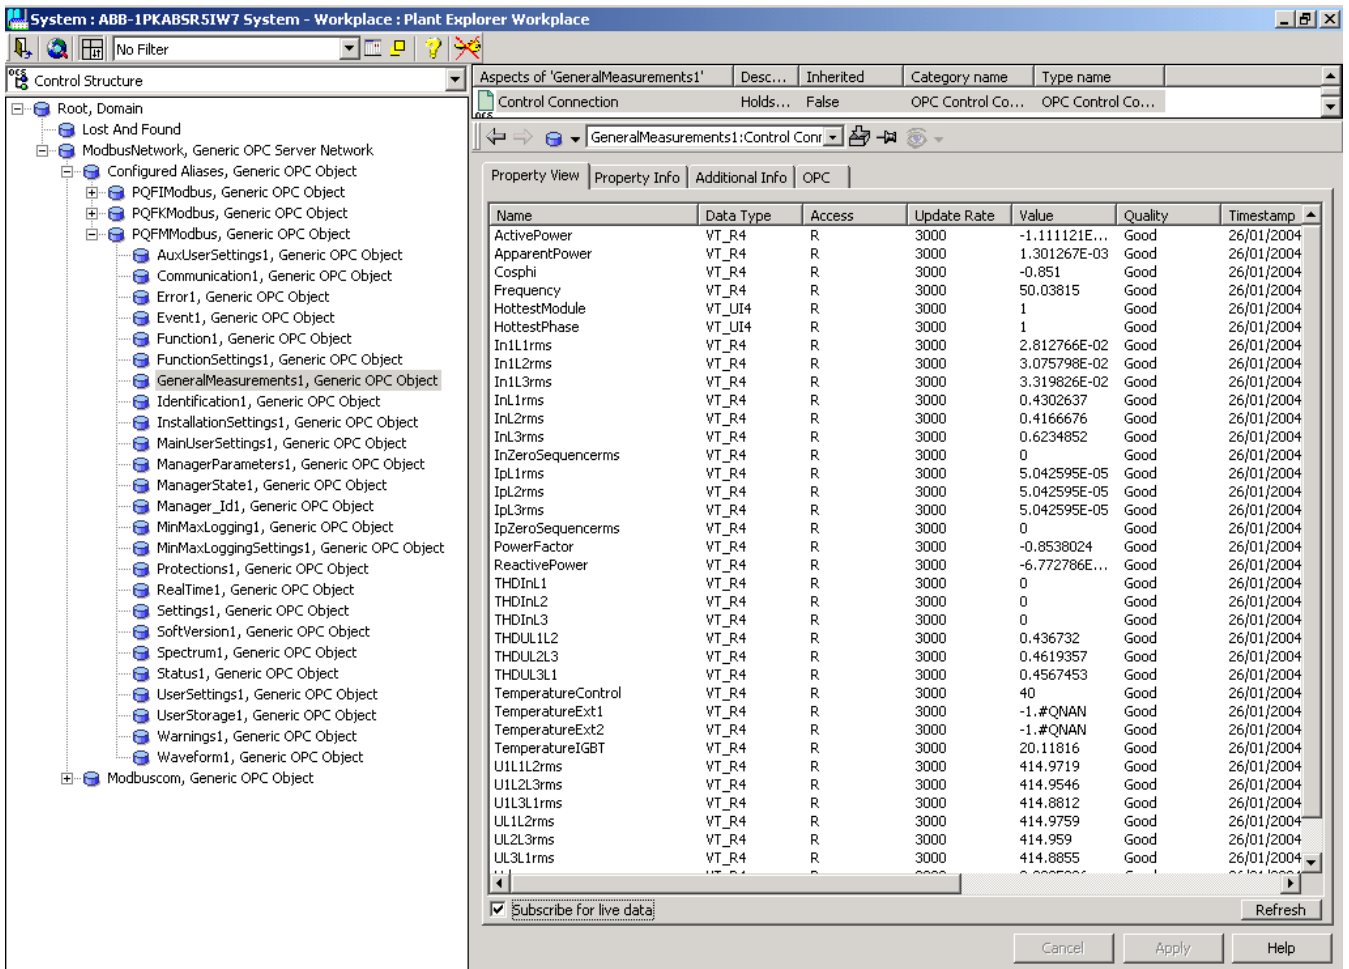 System : ABB-1PKABSR5IW7 System - Workplace : Plant Explorer Workplace
No Filter
Control Structure
Root, Domain
Lost And Found
ModbusNetwork, Generic OPC Server Network
Configured Aliases, Generic OPC Object
PQFIModbus, Generic OPC Object
PQFKModbus, Generic OPC Object
PQFMModbus, Generic OPC Object
AuxUserSettings1, Generic OPC Object
Communication1, Generic OPC Object
Error1, Generic OPC Object
Event1, Generic OPC Object
Function1, Generic OPC Object
FunctionSettings1, Generic OPC Object
GeneralMeasurements1, Generic OPC Object
Identification1, Generic OPC Object
InstallationSettings1, Generic OPC Object
MainUserSettings1, Generic OPC Object
ManagerParameters1, Generic OPC Object
ManagerState1, Generic OPC Object
Manager_Id1, Generic OPC Object
MinMaxLogging1, Generic OPC Object
MinMaxLoggingSettings1, Generic OPC Object
Protections1, Generic OPC Object
RealTime1, Generic OPC Object
Settings1, Generic OPC Object
SoftVersion1, Generic OPC Object
Spectrum1, Generic OPC Object
Status1, Generic OPC Object
UserSettings1, Generic OPC Object
UserStorage1, Generic OPC Object
Warnings1, Generic OPC Object
Waveform1, Generic OPC Object
Modbuscom, Generic OPC Object
Aspects of 'GeneralMeasurements1' Desc... Inherited Category name Type name
Control Connection Holds... False OPC Control Co... OPC Control Co...
GeneralMeasurements1:Control Conr
Property View Property Info Additional Info OPC
Name Data Type Access Update Rate Value Quality Timestamp
ActivePower VT_R4 R 3000 -1.111121E... Good 26/01/2004
ApparentPower VT_R4 R 3000 1.301267E-03 Good 26/01/2004
Cosphi VT_R4 R 3000 -0.851 Good 26/01/2004
Frequency VT_R4 R 3000 50.03815 Good 26/01/2004
HottestModule VT_UI4 R 3000 1 Good 26/01/2004
HottestPhase VT_UI4 R 3000 1 Good 26/01/2004
In1L1rms VT_R4 R 3000 2.812766E-02 Good 26/01/2004
In1L2rms VT_R4 R 3000 3.075798E-02 Good 26/01/2004
In1L3rms VT_R4 R 3000 3.319826E-02 Good 26/01/2004
InL1rms VT_R4 R 3000 0.4302637 Good 26/01/2004
InL2rms VT_R4 R 3000 0.4166676 Good 26/01/2004
InL3rms VT_R4 R 3000 0.6234852 Good 26/01/2004
InZeroSequencerms VT_R4 R 3000 0 Good 26/01/2004
IpL1rms VT_R4 R 3000 5.042595E-05 Good 26/01/2004
IpL2rms VT_R4 R 3000 5.042595E-05 Good 26/01/2004
IpL3rms VT_R4 R 3000 5.042595E-05 Good 26/01/2004
IpZeroSequencerms VT_R4 R 3000 0 Good 26/01/2004
PowerFactor VT_R4 R 3000 -0.8538024 Good 26/01/2004
ReactivePower VT_R4 R 3000 -6.772786E... Good 26/01/2004
THDInL1 VT_R4 R 3000 0 Good 26/01/2004
THDInL2 VT_R4 R 3000 0 Good 26/01/2004
THDInL3 VT_R4 R 3000 0 Good 26/01/2004
THDUL1L2 VT_R4 R 3000 0.436732 Good 26/01/2004
THDUL2L3 VT_R4 R 3000 0.4619357 Good 26/01/2004
THDUL3L1 VT_R4 R 3000 0.4567453 Good 26/01/2004
TemperatureControl VT_R4 R 3000 40 Good 26/01/2004
TemperatureExt1 VT_R4 R 3000 -1.#QNAN Good 26/01/2004
TemperatureExt2 VT_R4 R 3000 -1.#QNAN Good 26/01/2004
TemperatureIGBT VT_R4 R 3000 20.11816 Good 26/01/2004
U1L1L2rms VT_R4 R 3000 414.9719 Good 26/01/2004
U1L2L3rms VT_R4 R 3000 414.9546 Good 26/01/2004
U1L3L1rms VT_R4 R 3000 414.8812 Good 26/01/2004
UL1L2rms VT_R4 R 3000 414.9759 Good 26/01/2004
UL2L3rms VT_R4 R 3000 414.959 Good 26/01/2004
UL3L1rms VT_R4 R 3000 414.8855 Good 26/01/2004
Subscribe for live data Refresh
Cancel Apply Help